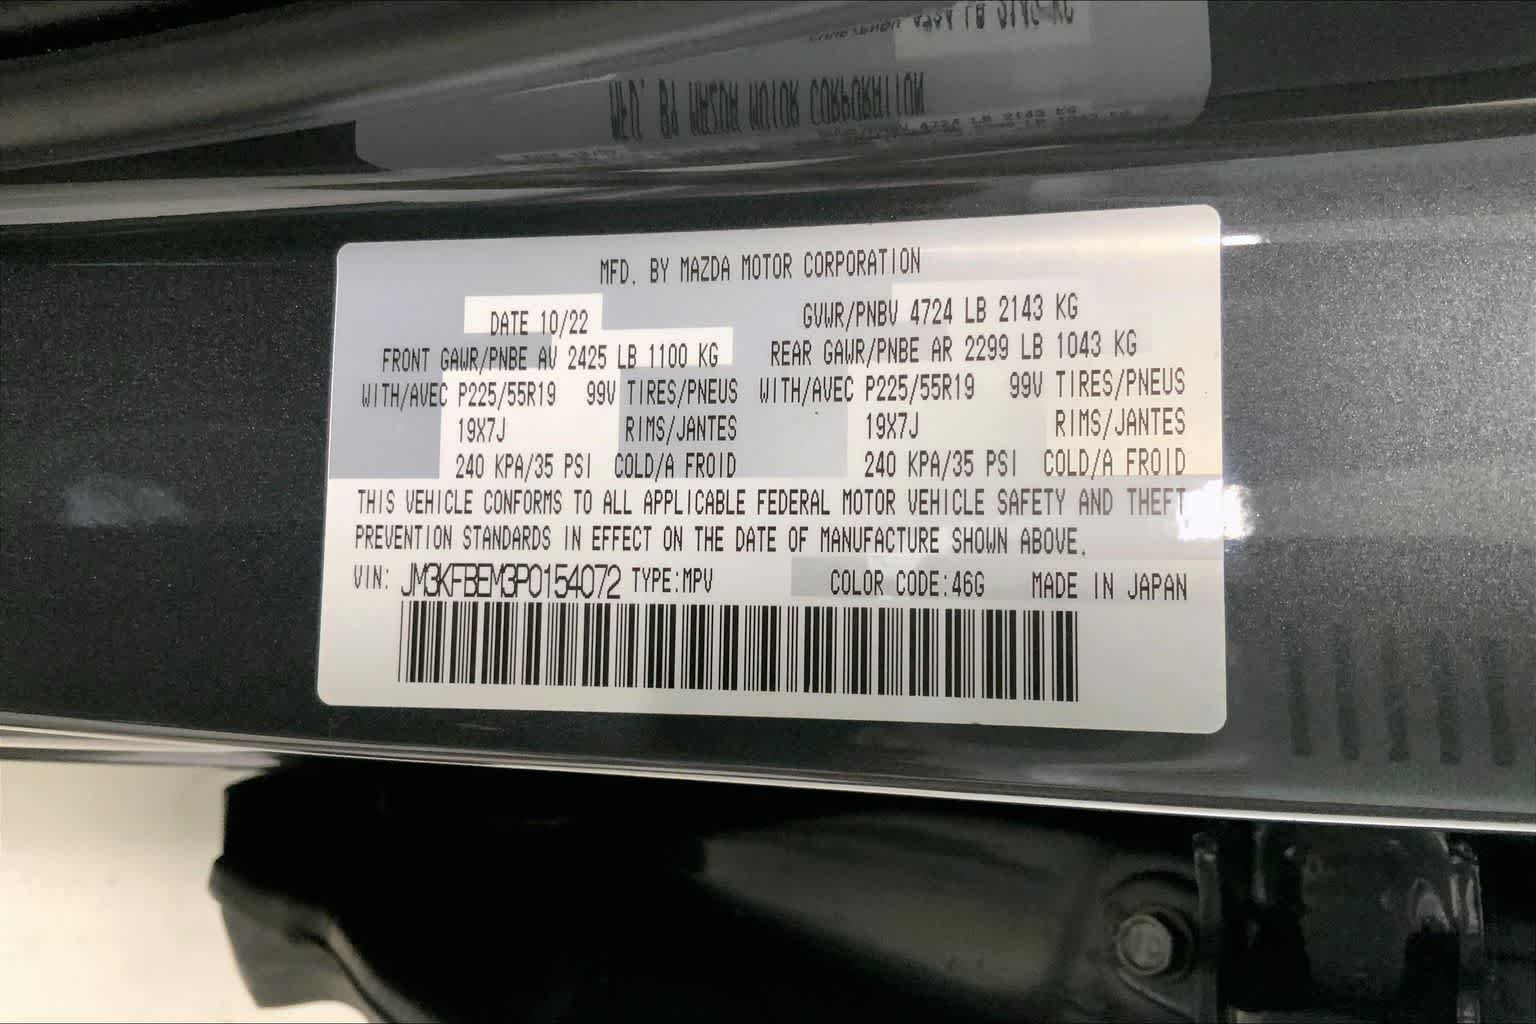 MFD. BY MAZDA MOTOR CORPORATION
DATE 10/22 GVWR/PNBV 4724 LB 2143 KG
FRONT GAWR/PNBE AV 2425 LB 1100 KG REAR GAWR/PNBE AR 2299 LB 1043 KG
WITH/AVEC P225/55R19 99V TIRES/PNEUS WITH/AVEC P225/55R19 99V TIRES/PNEUS
19X7J RIMS/JANTES 19X7J RIMS/JANTES
240 KPA/35 PSI COLD/A FROID 240 KPA/35 PSI COLD/A FROID
THIS VEHICLE CONFORMS TO ALL APPLICABLE FEDERAL MOTOR VEHICLE SAFETY AND THEFT
PREVENTION STANDARDS IN EFFECT ON THE DATE OF MANUFACTURE SHOWN ABOVE.
VIN: JM3KFBEM3P0154072 TYPE:MPV COLOR CODE:46G MADE IN JAPAN